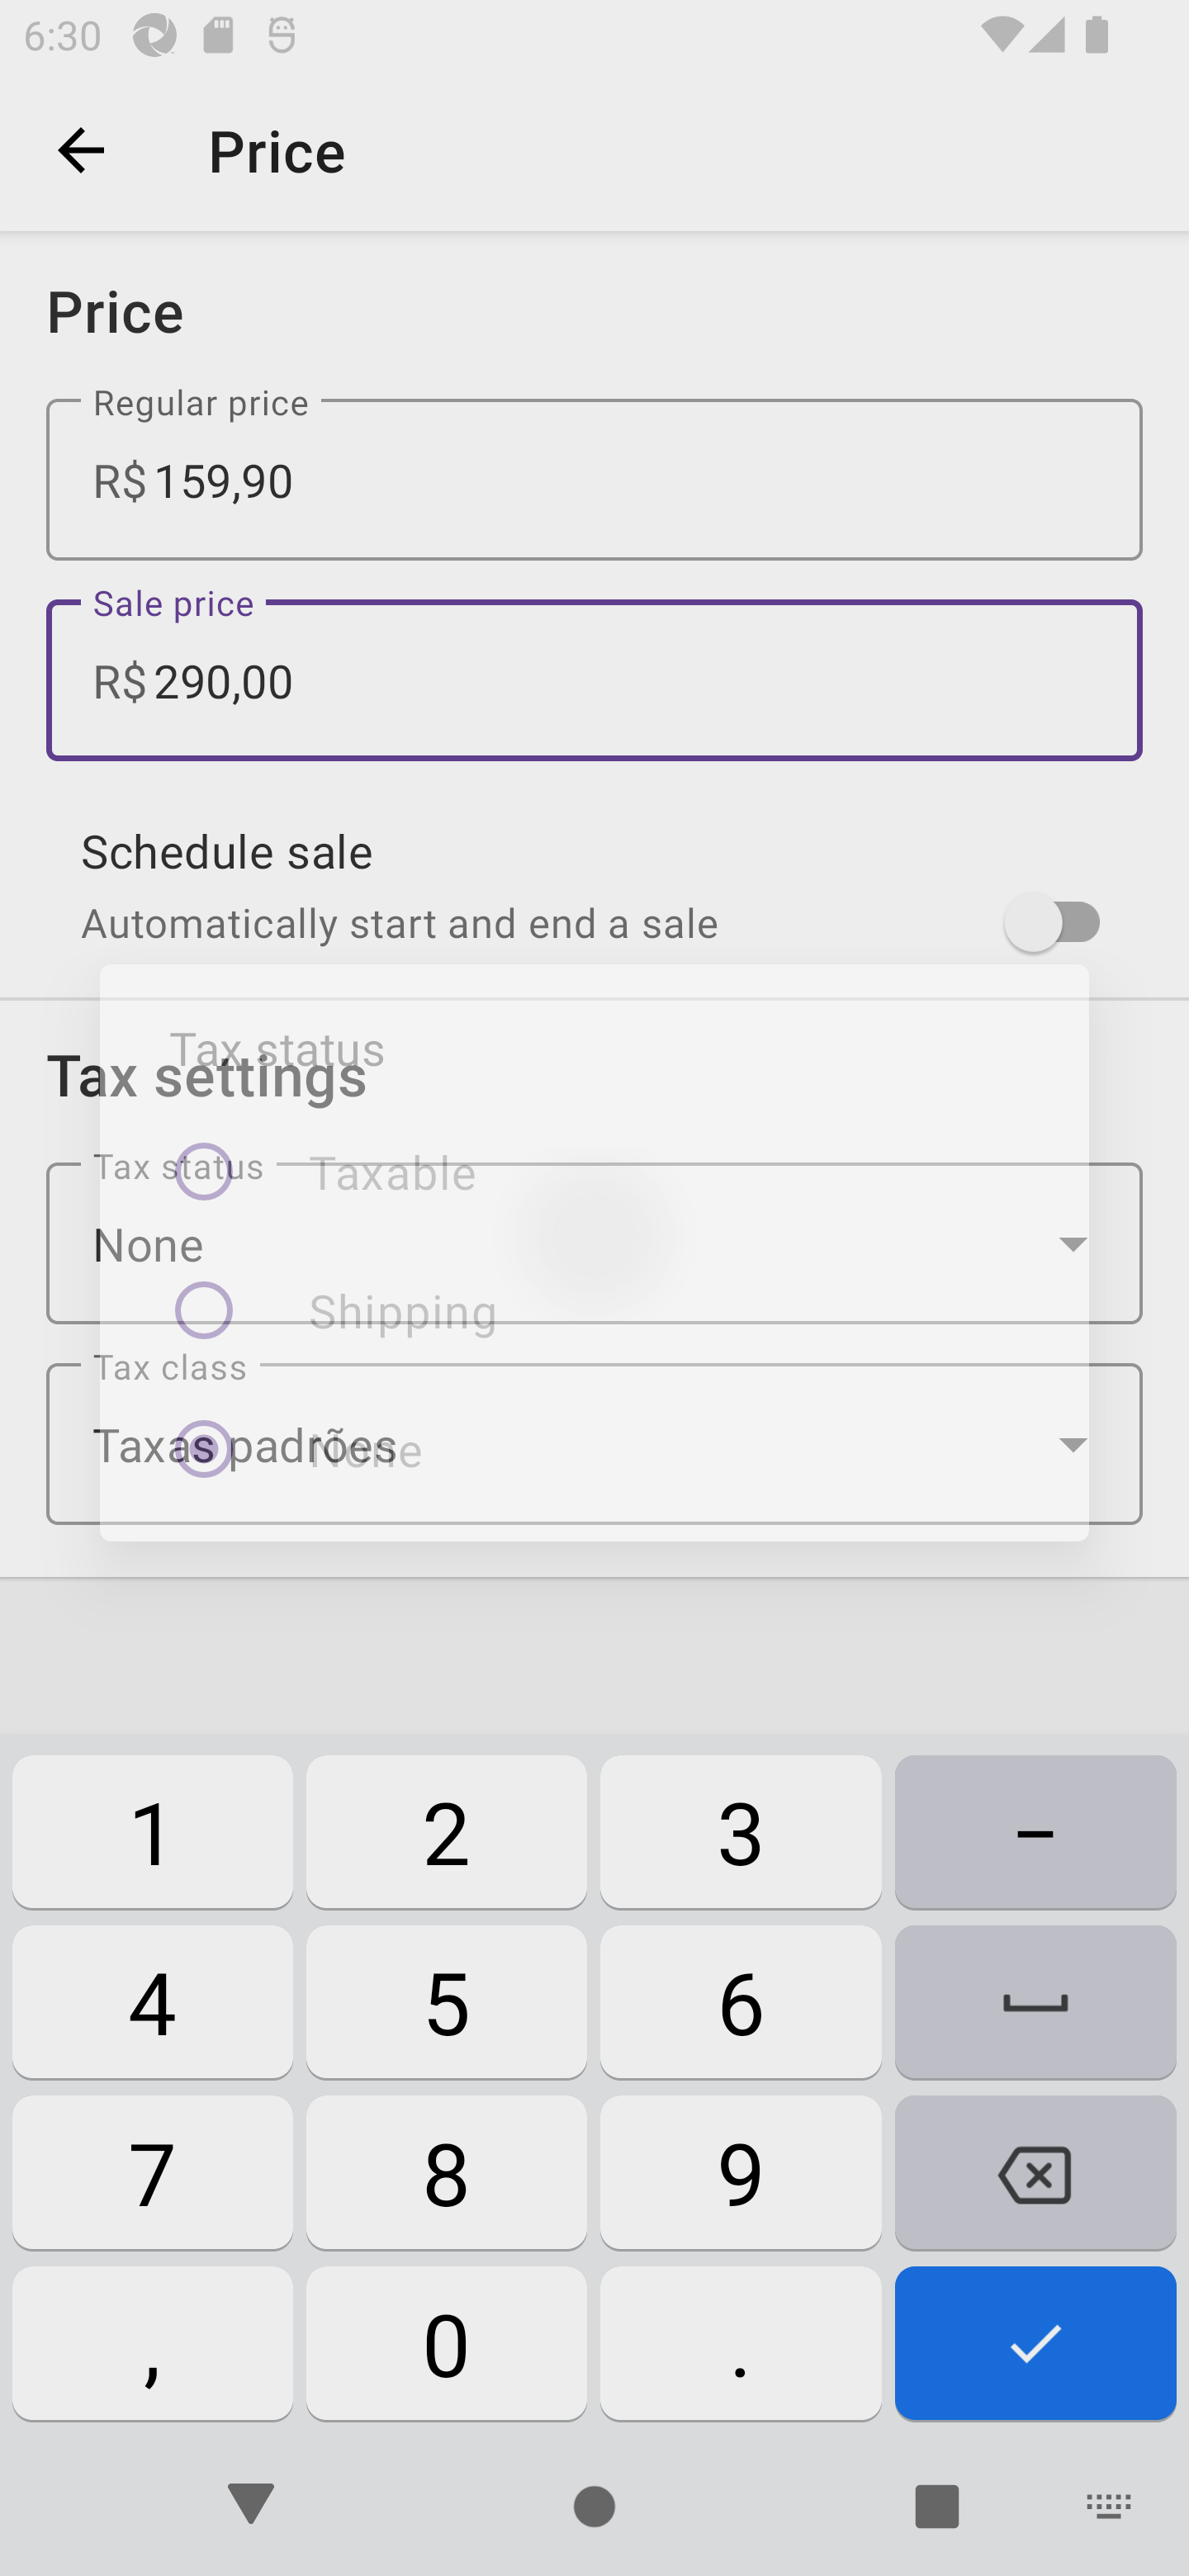 6:30
Price
Price
Regular price
R$ 159,90
Sale price
R$ 290,00
Schedule sale
Automatically start and end a sale
Tax status
Tax settings
Tax status
Taxable
None
Shipping
Tax class
Taxas padrões
None
1 2 3 –
4 5 6
7 8 9
, 0 .